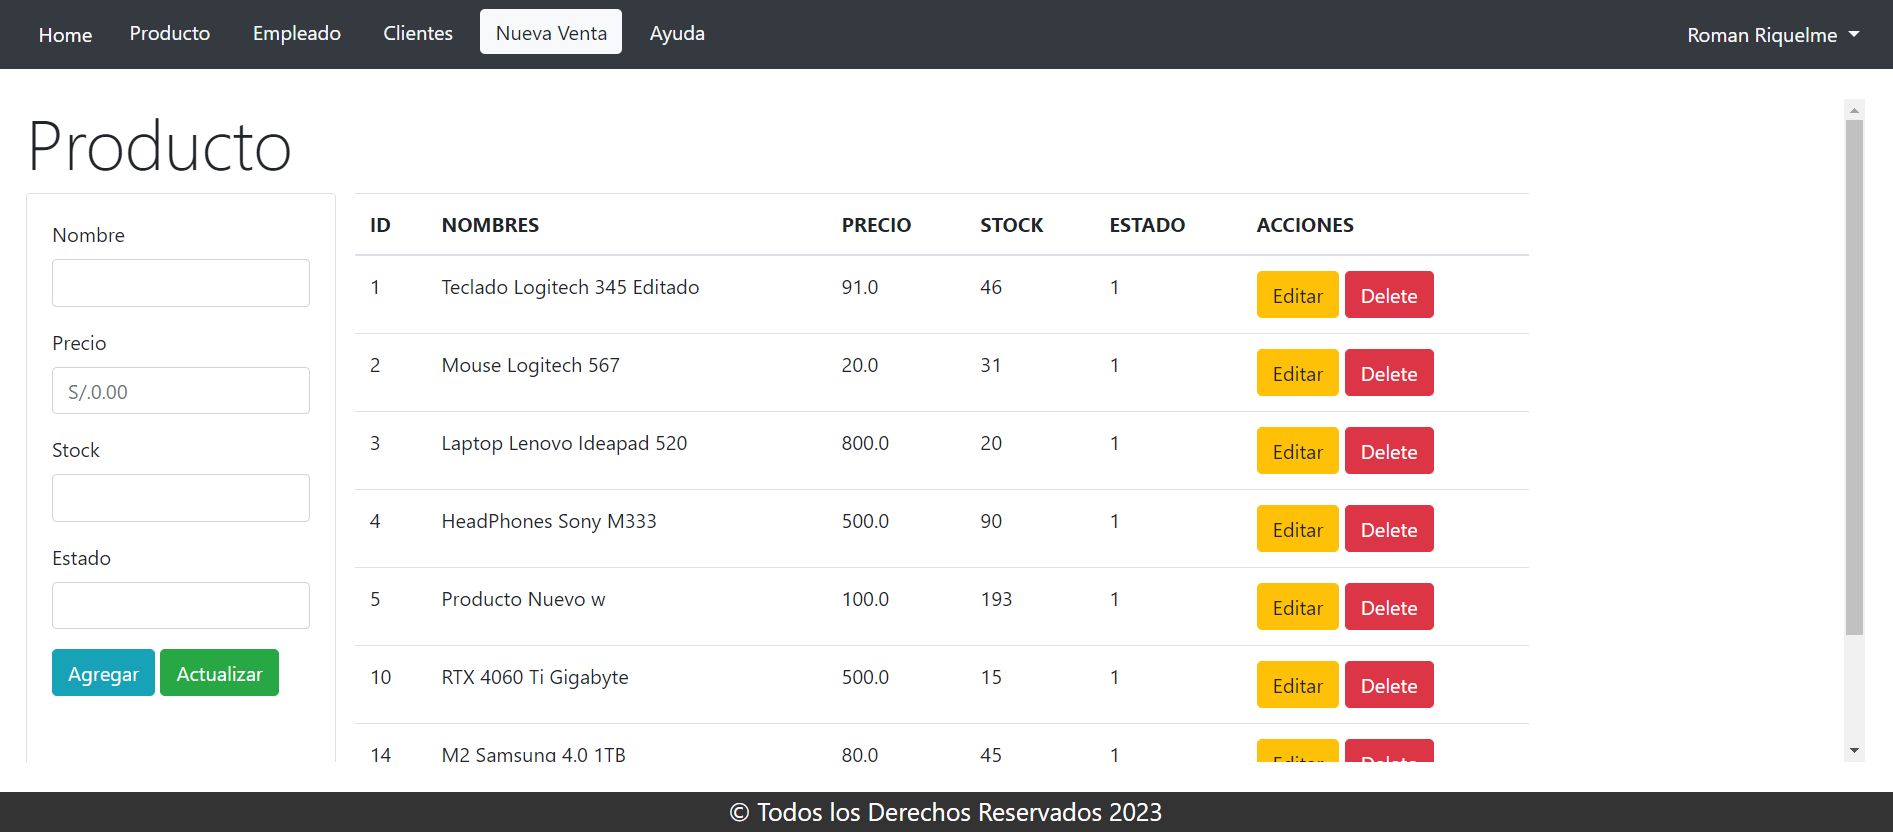 Home Producto Empleado Clientes Nueva Venta Ayuda Roman Riquelme
Producto
Nombre
Precio
S/.0.00
Stock
Estado
Agregar Actualizar
ID NOMBRES PRECIO STOCK ESTADO ACCIONES
1 Teclado Logitech 345 Editado 91.0 46 1 Editar Delete
2 Mouse Logitech 567 20.0 31 1 Editar Delete
3 Laptop Lenovo Ideapad 520 800.0 20 1 Editar Delete
4 HeadPhones Sony M333 500.0 90 1 Editar Delete
5 Producto Nuevo w 100.0 193 1 Editar Delete
10 RTX 4060 Ti Gigabyte 500.0 15 1 Editar Delete
14 M2 Samsung 4.0 1TB 80.0 45 1 Editar Delete
© Todos los Derechos Reservados 2023